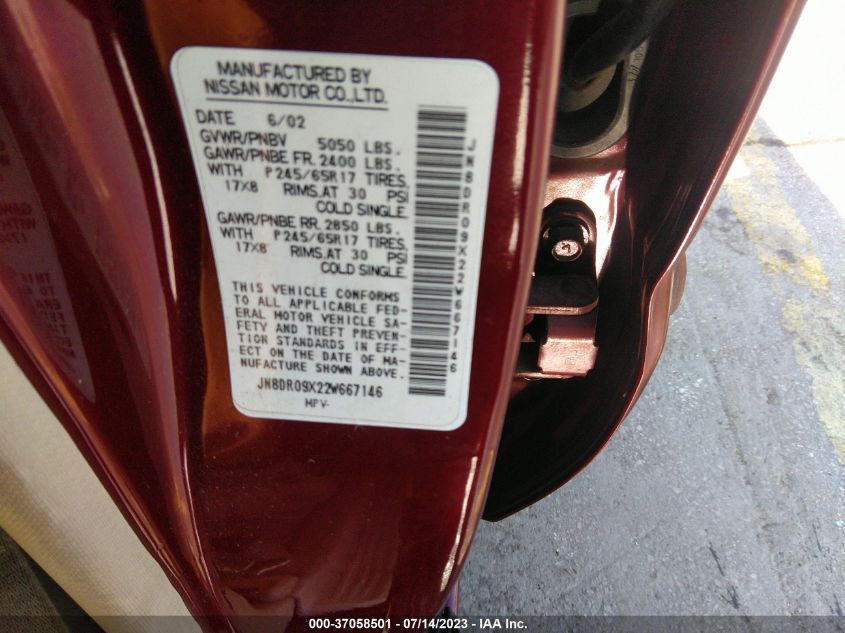 MANUFACTURED BY
NISSAN MOTOR CO.,LTD.
DATE 6/02
GVWR/PNBV 5050 LBS.
GAWR/PNBE FR. 2400 LBS.
WITH P245/65R17 TIRES,
17X8 RIMS, AT 30 PSI
COLD SINGLE.
GAWR/PNBE RR. 2850 LBS.
WITH P245/65R17 TIRES,
17X8 RIMS, AT 30 PSI
COLD SINGLE.
THIS VEHICLE CONFORMS
TO ALL APPLICABLE FED-
ERAL MOTOR VEHICLE SA-
FETY AND THEFT PREVEN-
TION STANDARDS IN EFF-
ECT ON THE DATE OF MA-
NUFACTURE SHOWN ABOVE.
JN8DR09X22W667146
MPV-
JN8DR09X22W667146
000-37058501 - 07/14/2023 - IAA Inc.